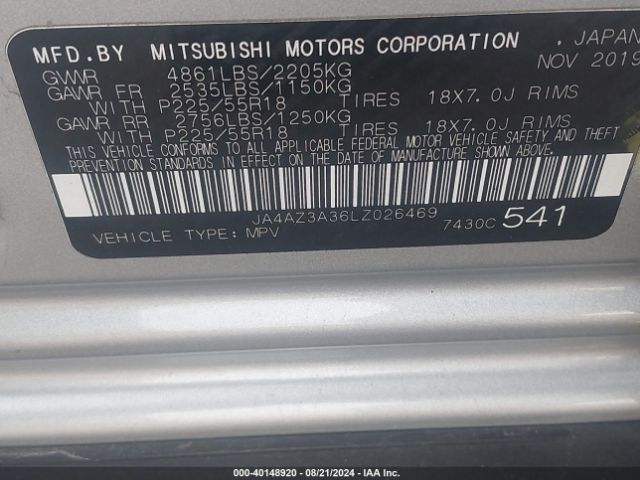 MFD. BY MITSUBISHI MOTORS CORPORATION . JAPAN
GVWR 4861LBS/2205KG NOV 2019
GAWR FR 2535LBS/1150KG
WITH P225/55R18 TIRES 18X7.0J RIMS
GAWR RR 2756LBS/1250KG
WITH P225/55R18 TIRES 18X7.0J RIMS
THIS VEHICLE CONFORMS TO ALL APPLICABLE FEDERAL MOTOR VEHICLE SAFETY AND THEFT
PREVENTION STANDARDS IN EFFECT ON THE DATE OF MANUFACTURE SHOWN ABOVE.
JA4AZ3A36LZ026469
VEHICLE TYPE: MPV 7430C 541
00-40148920 - 08/21/2024 - IAA Inc.